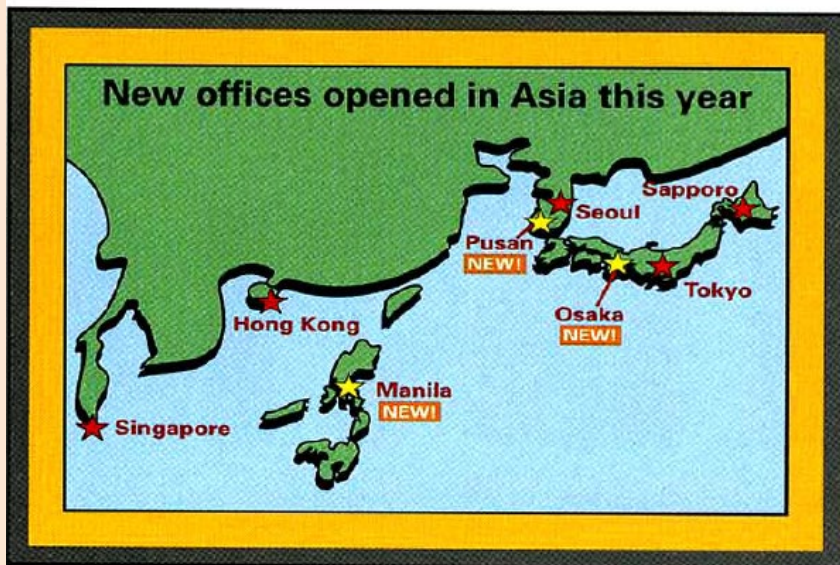 New offices opened in Asia this year
Sapporo
Seoul
Pusan
NEW!
Tokyo
Osaka
NEW!
Hong Kong
Manila
NEW!
Singapore